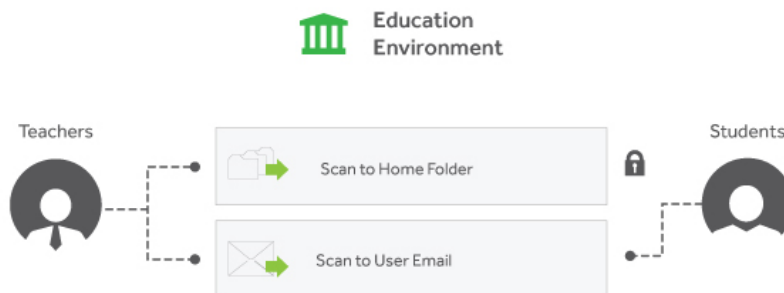 Education
Environment
Teachers
Students
Scan to Home Folder
Scan to User Email